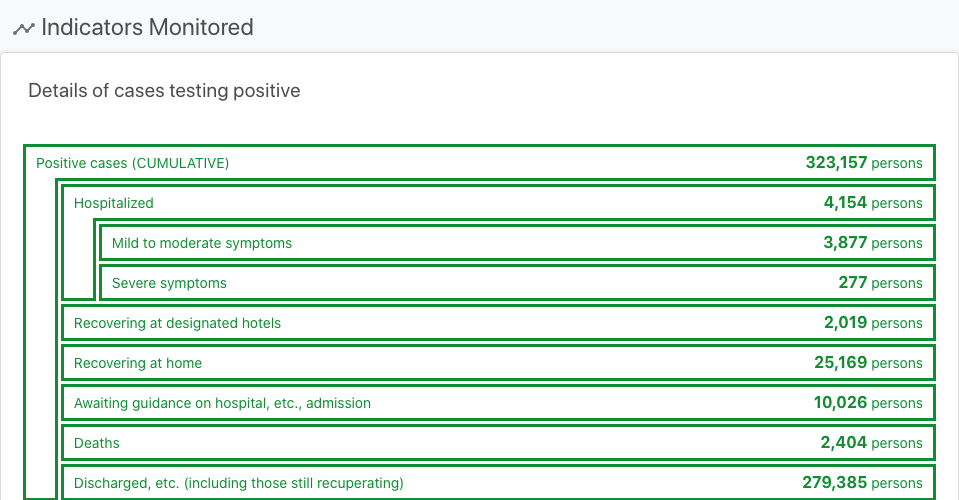 Indicators Monitored
Details of cases testing positive
Positive cases (CUMULATIVE) 323,157 persons
Hospitalized 4,154 persons
Mild to moderate symptoms 3,877 persons
Severe symptoms 277 persons
Recovering at designated hotels 2,019 persons
Recovering at home 25,169 persons
Awaiting guidance on hospital, etc., admission 10,026 persons
Deaths 2,404 persons
Discharged, etc. (including those still recuperating) 279,385 persons